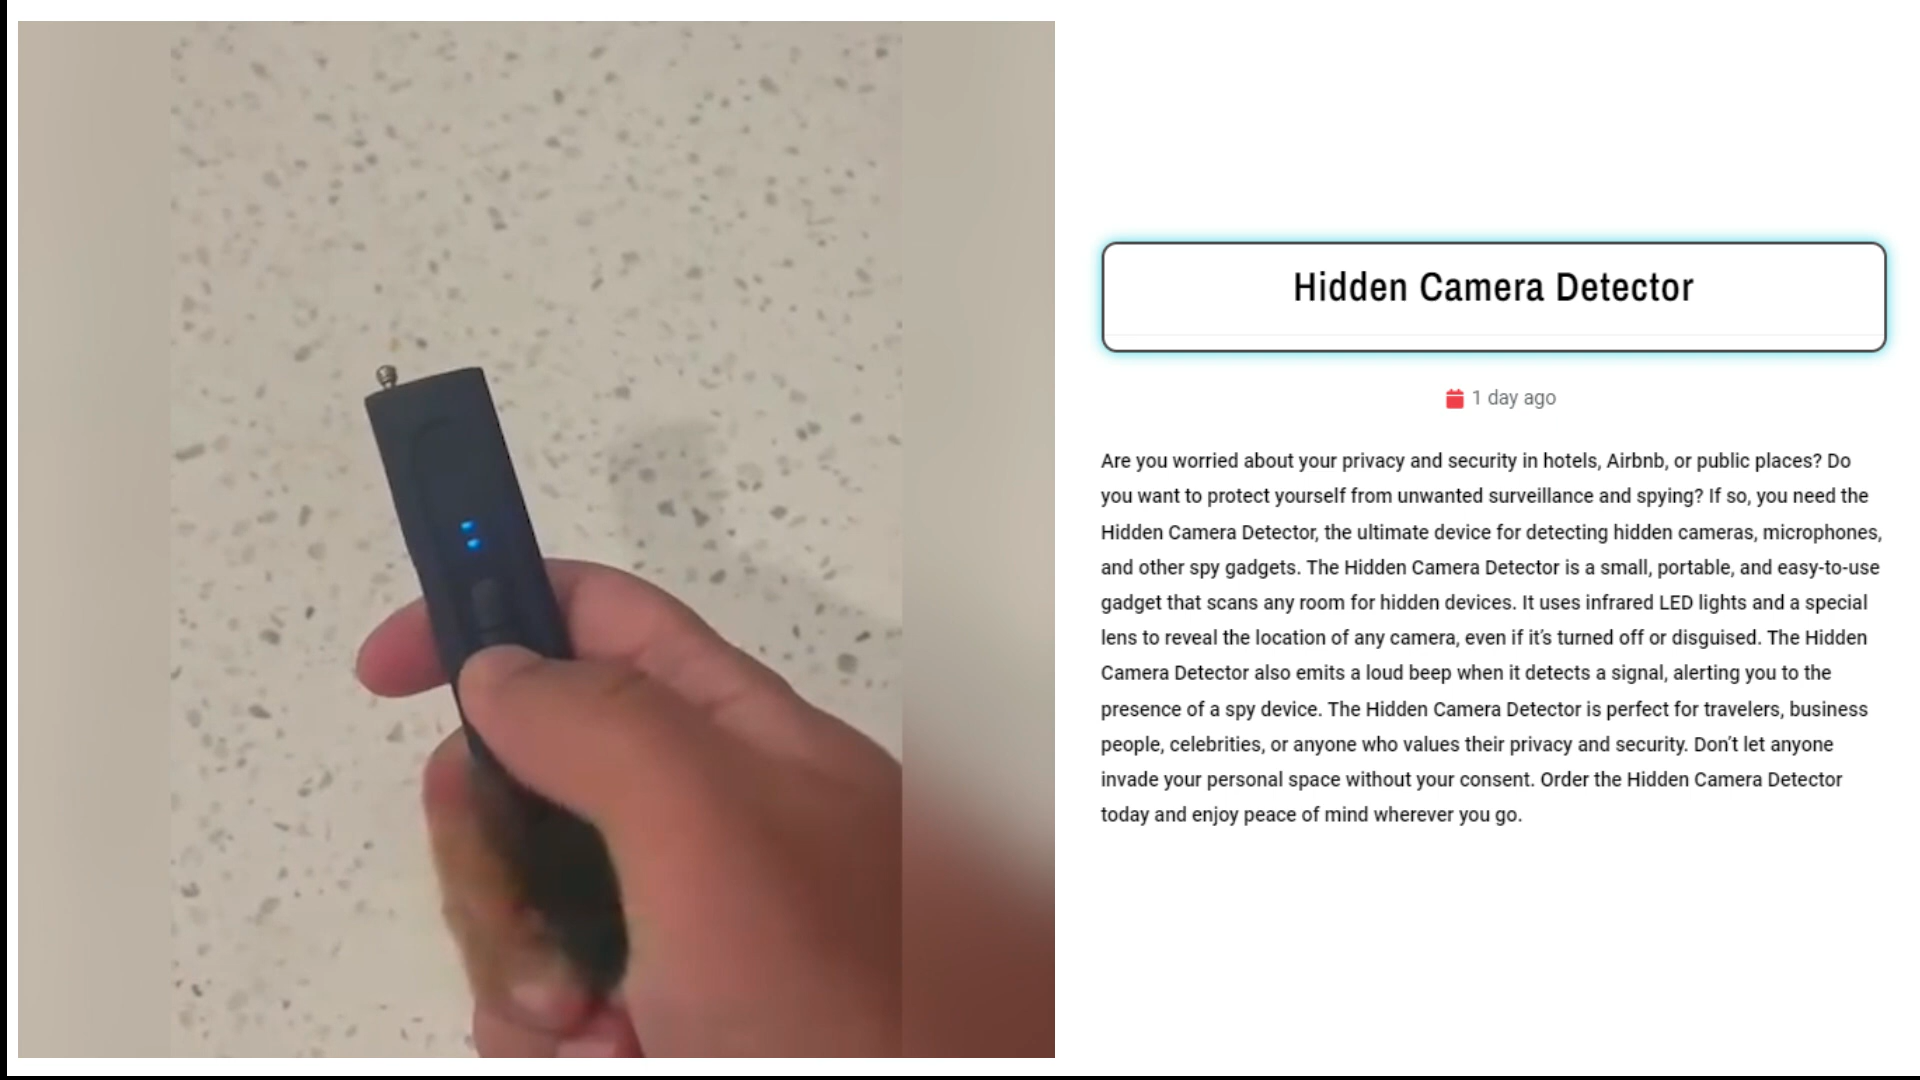 Hidden Camera Detector
1 day ago
Are you worried about your privacy and security in hotels, Airbnb, or public places? Do
you want to protect yourself from unwanted surveillance and spying? If so, you need the
Hidden Camera Detector, the ultimate device for detecting hidden cameras, microphones,
and other spy gadgets. The Hidden Camera Detector is a small, portable, and easy-to-use
gadget that scans any room for hidden devices. It uses infrared LED lights and a special
lens to reveal the location of any camera, even if it’s turned off or disguised. The Hidden
Camera Detector also emits a loud beep when it detects a signal, alerting you to the
presence of a spy device. The Hidden Camera Detector is perfect for travelers, business
people, celebrities, or anyone who values their privacy and security. Don’t let anyone
invade your personal space without your consent. Order the Hidden Camera Detector
today and enjoy peace of mind wherever you go.